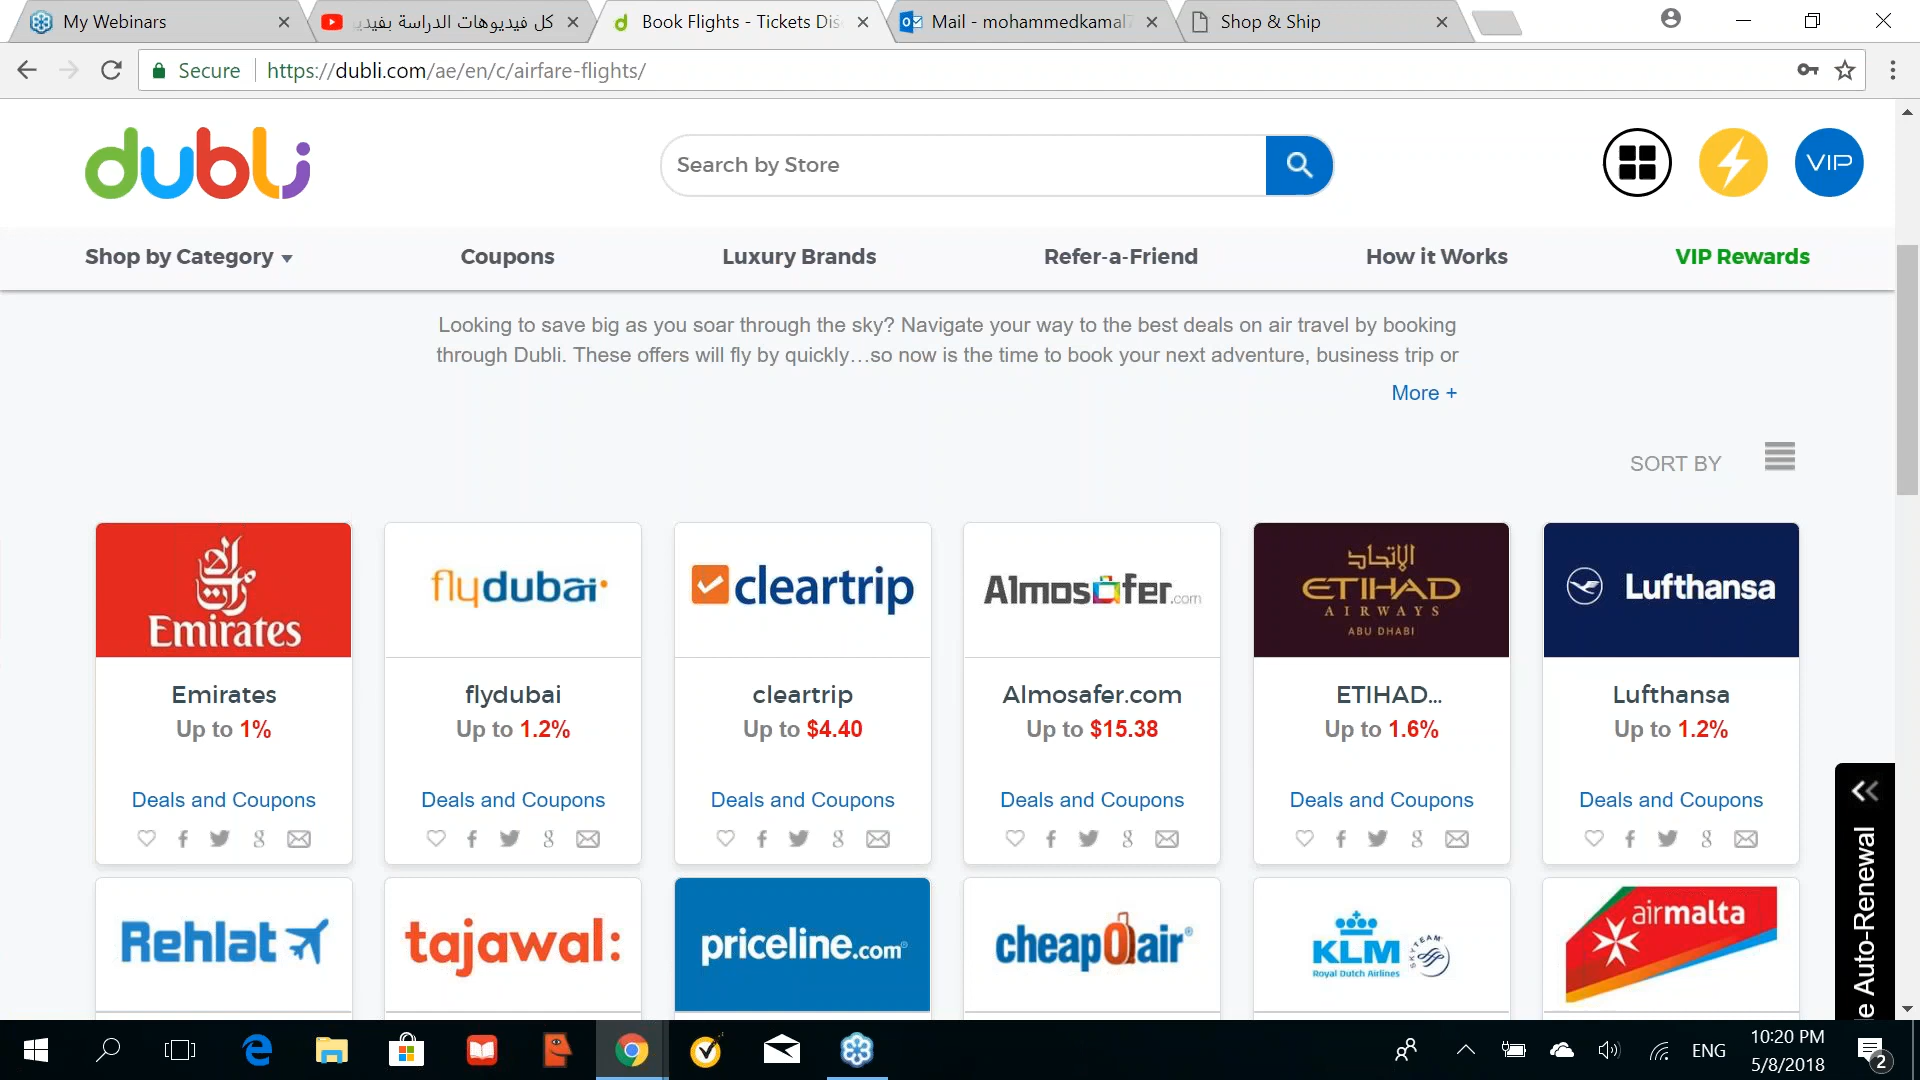 My Webinars
كل فيديوهات الدراسة بفيدي
Book Flights - Tickets Dis
Mail - mohammedkamal7
Shop & Ship
Secure
https://dubli.com/ae/en/c/airfare-flights/
dubli
Search by Store
VIP
Shop by Category
Coupons
Luxury Brands
Refer-a-Friend
How it Works
VIP Rewards
Looking to save big as you soar through the sky? Navigate your way to the best deals on air travel by booking
through Dubli. These offers will fly by quickly...so now is the time to book your next adventure, business trip or
More +
SORT BY
Emirates
flydubai
cleartrip
Almosafer.com
الإتحاد
ETIHAD
AIRWAYS
ABU DHABI
Lufthansa
Emirates
flydubai
cleartrip
Almosafer.com
ETIHAD...
Lufthansa
Up to 1%
Up to 1.2%
Up to $4.40
Up to $15.38
Up to 1.6%
Up to 1.2%
Deals and Coupons
Deals and Coupons
Deals and Coupons
Deals and Coupons
Deals and Coupons
Deals and Coupons
Rehlat
tajawal:
priceline.com
cheapOair
KLM
Royal Dutch Airlines
SKYTEAM
airmalta
e Auto-Renewal
ENG
10:20 PM
5/8/2018
2